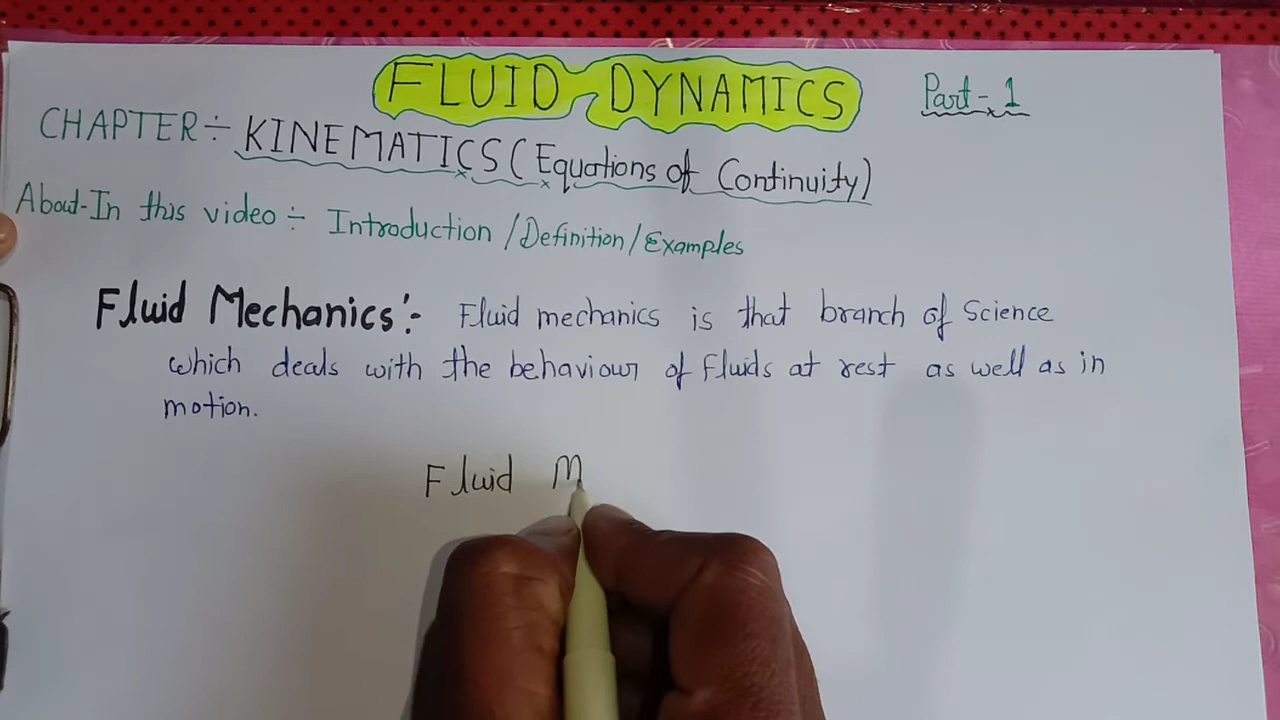 FLUID DYNAMICS Part-1
CHAPTER÷ KINEMATICS (Equations of Continuity)
About-In this video÷ Introduction/Definition/Examples
Fluid Mechanics:- Fluid mechanics is that branch of Science
which deals with the behaviour of fluids at rest as well as in
motion.
Fluid M